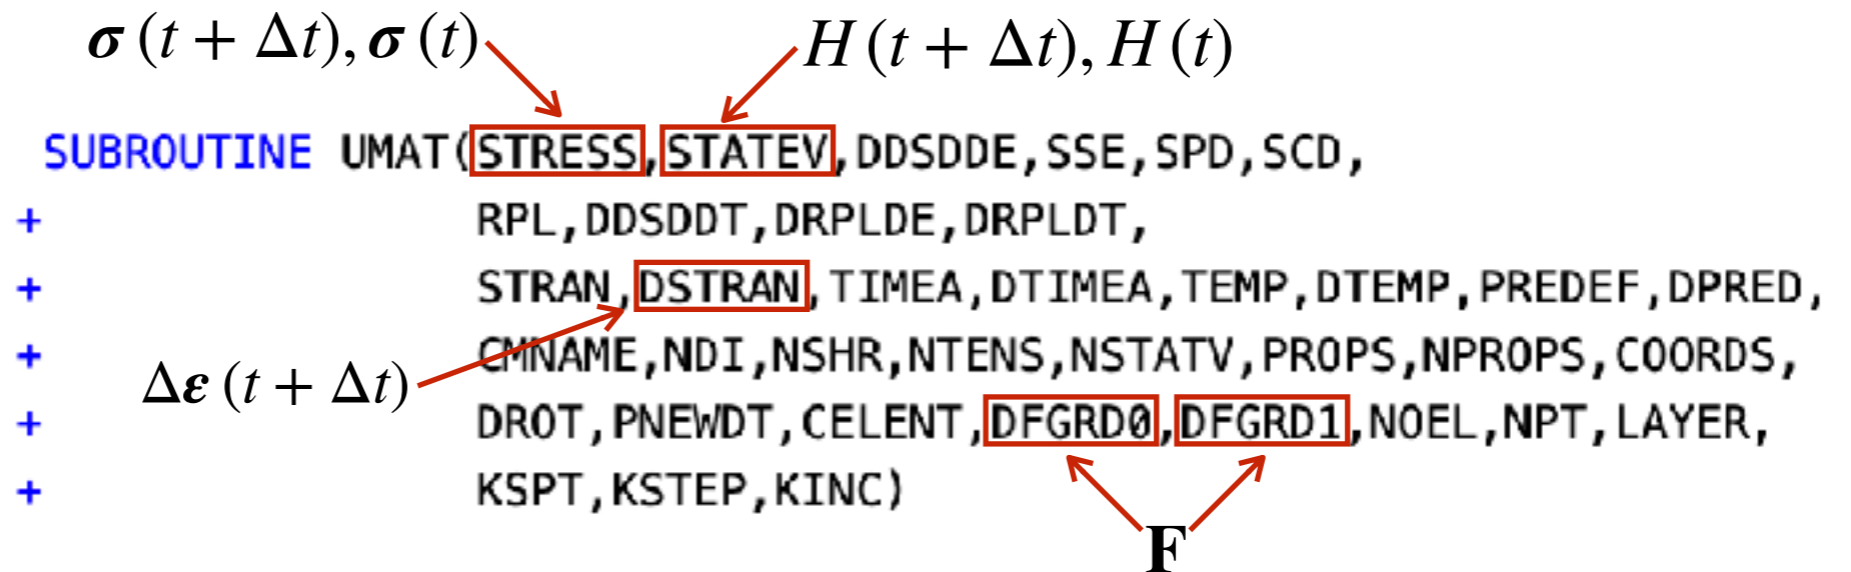 σ (t + Δt), σ (t) H (t + Δt), H (t)
SUBROUTINE UMAT(STRESS,STATEV,DDSDDE,SSE,SPD,SCD,
+ RPL,DDSDDT,DRPLDE,DRPLDT,
+ STRAN,DSTRAN,TIMEA,DTIMEA,TEMP,DTEMP,PREDEF,DPRED,
+ CMNAME,NDI,NSHR,NTENS,NSTATV,PROPS,NPROPS,COORDS,
Δε (t + Δt)
+ DROT,PNEWDT,CELENT,DFGRD0,DFGRD1,NOEL,NPT,LAYER,
+ KSPT,KSTEP,KINC)
F